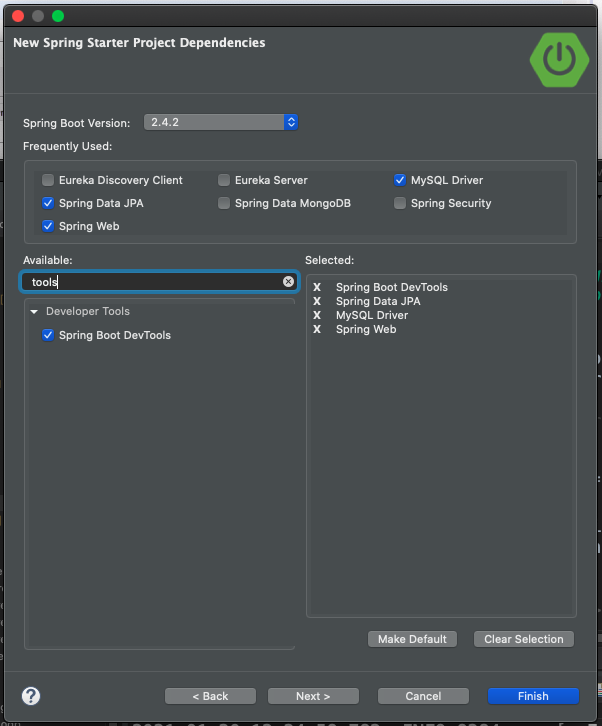 New Spring Starter Project Dependencies
Spring Boot Version: 2.4.2
Frequently Used:
Eureka Discovery Client Eureka Server MySQL Driver
Spring Data JPA Spring Data MongoDB Spring Security
Spring Web
Available: Selected:
tools
Developer Tools
Spring Boot DevTools
X Spring Boot DevTools
X Spring Data JPA
X MySQL Driver
X Spring Web
Make Default Clear Selection
? < Back Next > Cancel Finish